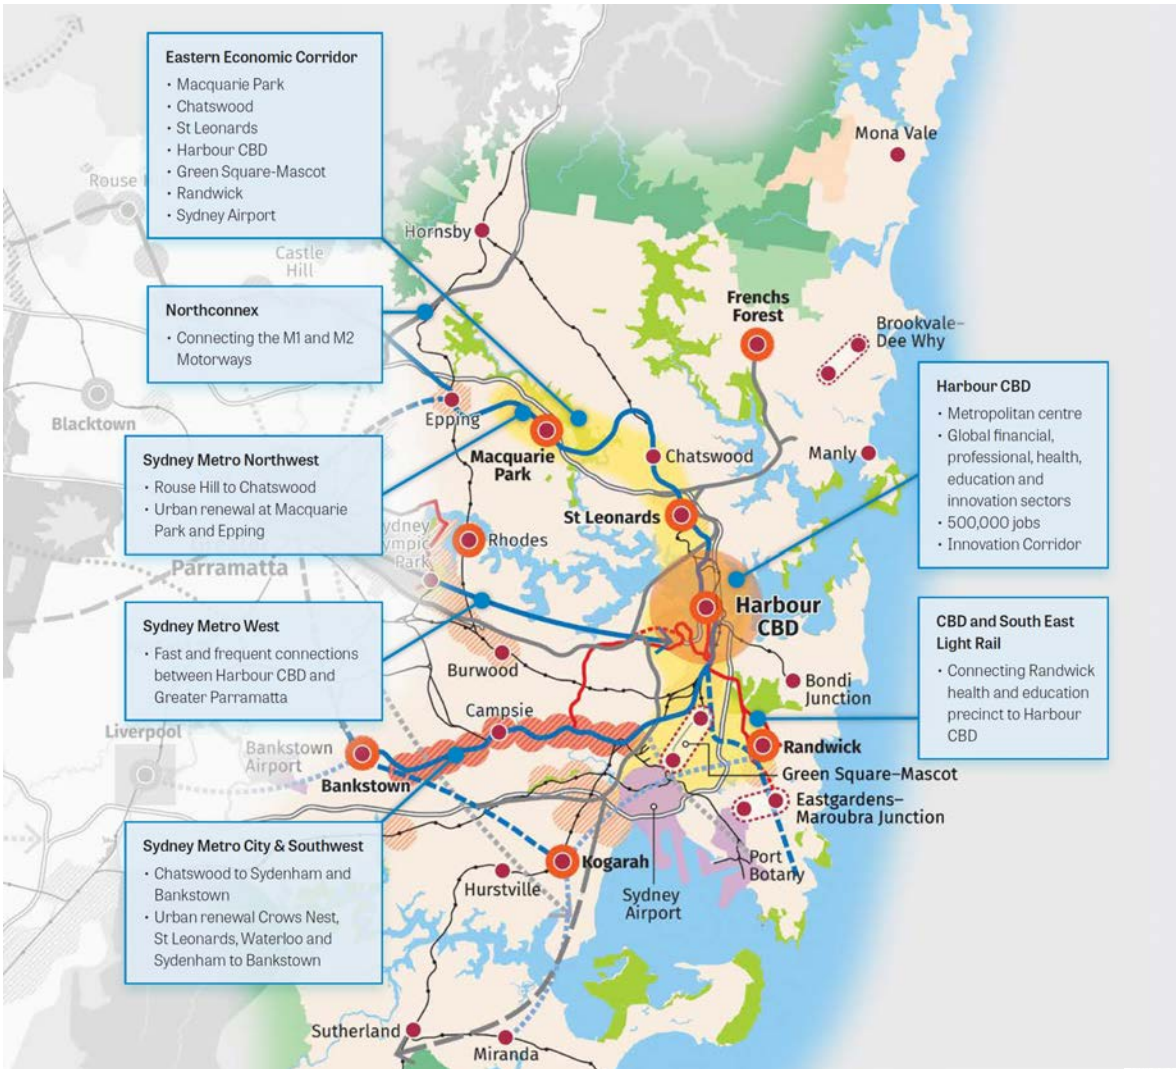 Eastern Economic Corridor
• Macquarie Park
• Chatswood
• St Leonards
• Harbour CBD
• Green Square-Mascot
• Randwick
• Sydney Airport
Northconnex
• Connecting the M1 and M2
Motorways
Sydney Metro Northwest
• Rouse Hill to Chatswood
• Urban renewal at Macquarie
Park and Epping
Sydney Metro West
• Fast and frequent connections
between Harbour CBD and
Greater Parramatta
Sydney Metro City & Southwest
• Chatswood to Sydenham and
Bankstown
• Urban renewal Crows Nest,
St Leonards, Waterloo and
Sydenham to Bankstown
Harbour CBD
• Metropolitan centre
• Global financial,
professional, health,
education and
innovation sectors
• 500,000 jobs
• Innovation Corridor
CBD and South East
Light Rail
• Connecting Randwick
health and education
precinct to Harbour
CBD
Mona Vale
Rouse
Hornsby
Castle
Hill
Frenchs
Forest
Brookvale–
Dee Why
Blacktown
Epping
Macquarie
Park
Chatswood
Manly
St Leonards
Rhodes
Park
Parramatta
Harbour
CBD
Burwood
Bondi
Junction
Campsie
Liverpool
Bankstown
Airport
Bankstown
Randwick
Green Square–Mascot
Eastgardens–
Maroubra Junction
Kogarah
Port
Botany
Hurstville
Sydney
Airport
Sutherland
Miranda